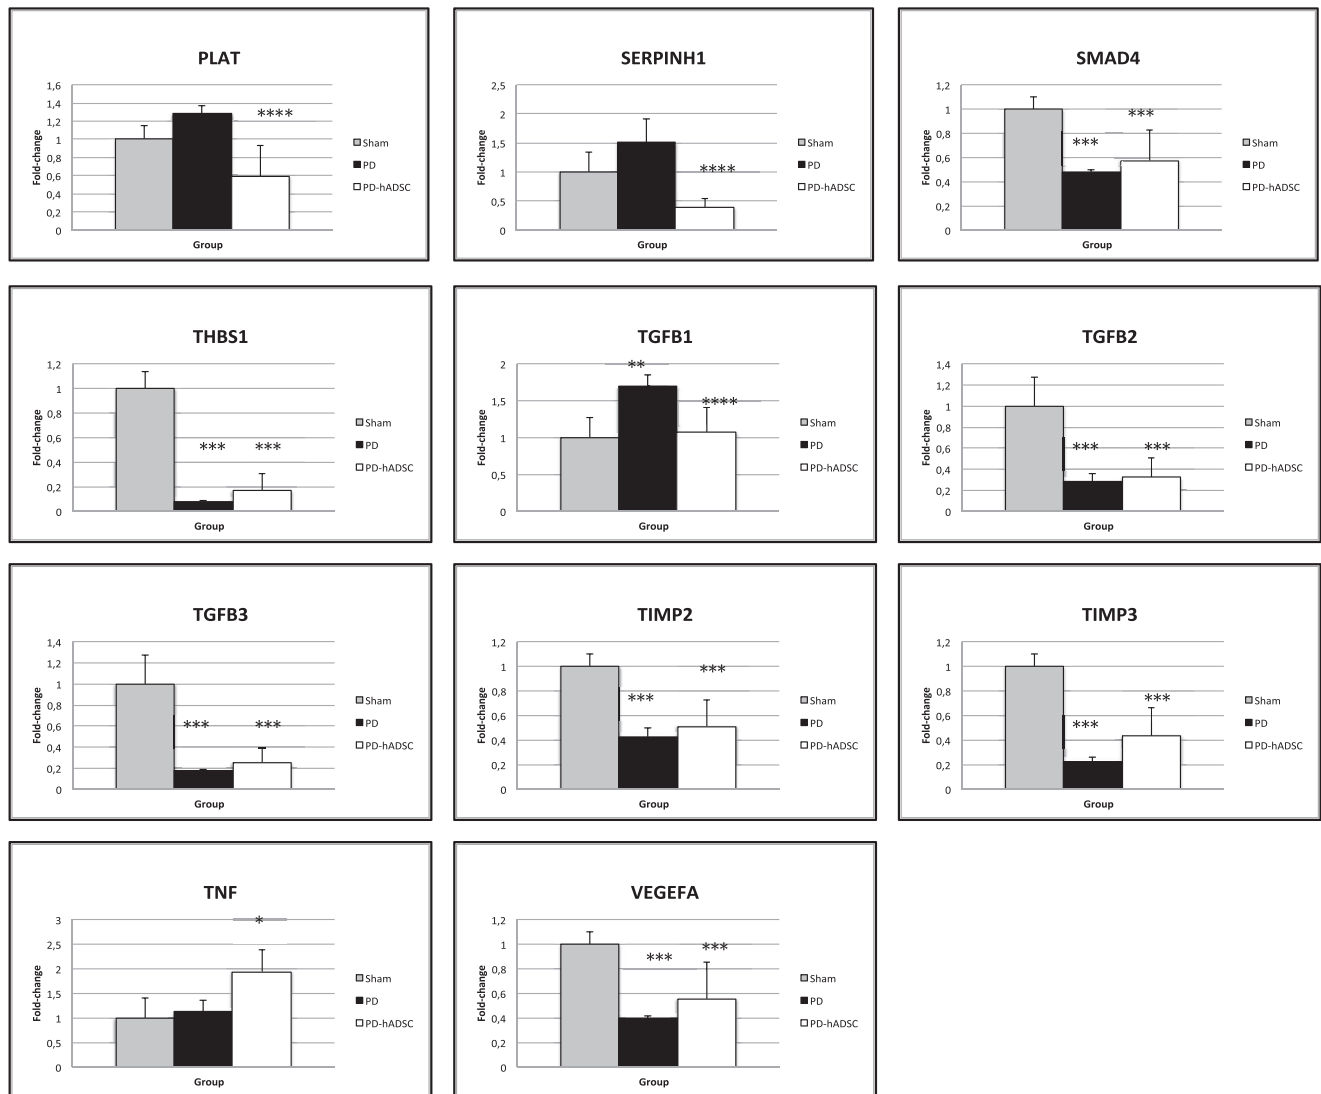 PLAT
1,6
1,4
1,2
1
0,8
0,6
0,4
0,2
0
Fold-change
****
Group
Sham
PD
PD-hADSC
SERPINH1
2,5
2
1,5
1
0,5
0
Fold-change
****
Group
Sham
PD
PD-hADSC
SMAD4
1,2
1
0,8
0,6
0,4
0,2
0
Fold-change
*** ***
Group
Sham
PD
PD-hADSC
THBS1
1,2
1
0,8
0,6
0,4
0,2
0
Fold-change
*** ***
Group
Sham
PD
PD-hADSC
TGFB1
2
1,5
1
0,5
0
Fold-change
** ****
Group
Sham
PD
PD-hADSC
TGFB2
1,4
1,2
1
0,8
0,6
0,4
0,2
0
Fold-change
*** ***
Group
Sham
PD
PD-hADSC
TGFB3
1,4
1,2
1
0,8
0,6
0,4
0,2
0
Fold-change
*** ***
Group
Sham
PD
PD-hADSC
TIMP2
1,2
1
0,8
0,6
0,4
0,2
0
Fold-change
*** ***
Group
Sham
PD
PD-hADSC
TIMP3
1,2
1
0,8
0,6
0,4
0,2
0
Fold-change
*** ***
Group
Sham
PD
PD-hADSC
TNF
3
2,5
2
1,5
1
0,5
0
Fold-change
*
Group
Sham
PD
PD-hADSC
VEGEFA
1,2
1
0,8
0,6
0,4
0,2
0
Fold-change
*** ***
Group
Sham
PD
PD-hADSC